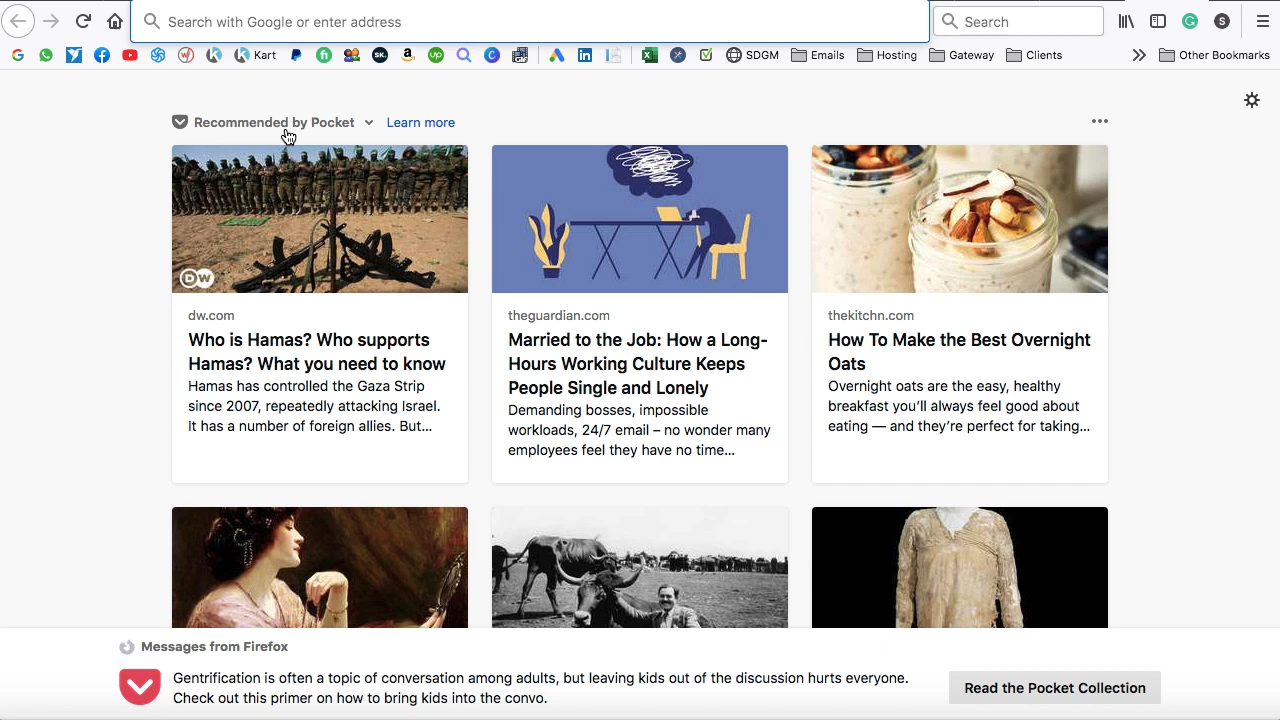 Search with Google or enter address
Search
S
Kart
SK.
up
SDGM
Emails
Hosting
Gateway
Clients
Other Bookmarks
Recommended by Pocket
Learn more
DW
dw.com
Who is Hamas? Who supports
Hamas? What you need to know
Hamas has controlled the Gaza Strip
since 2007, repeatedly attacking Israel.
It has a number of foreign allies. But...
theguardian.com
Married to the Job: How a Long-
Hours Working Culture Keeps
People Single and Lonely
Demanding bosses, impossible
workloads, 24/7 email – no wonder many
employees feel they have no time...
thekitchn.com
How To Make the Best Overnight
Oats
Overnight oats are the easy, healthy
breakfast you'll always feel good about
eating — and they're perfect for taking...
Messages from Firefox
Gentrification is often a topic of conversation among adults, but leaving kids out of the discussion hurts everyone.
Check out this primer on how to bring kids into the convo.
Read the Pocket Collection